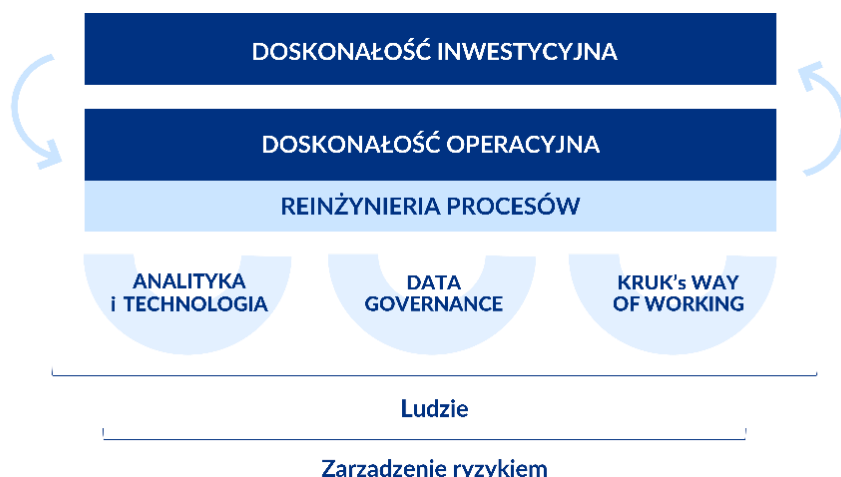 DOSKONAŁOŚĆ INWESTYCYJNA
DOSKONAŁOŚĆ OPERACYJNA
REINŻYNIERIA PROCESÓW
ANALITYKA
i TECHNOLOGIA
DATA
GOVERNANCE
KRUK's WAY
OF WORKING
Ludzie
Zarzadzenie ryzykiem